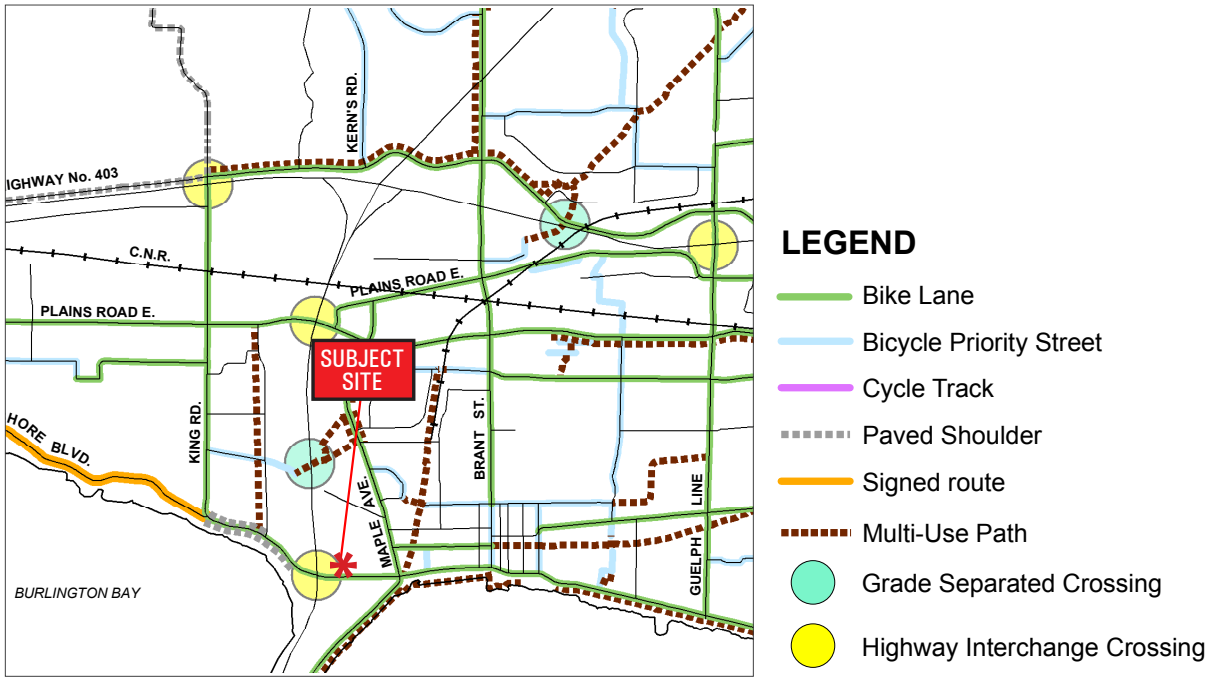 KERN'S RD.
IGHWAY No. 403
C.N.R.
PLAINS ROAD E.
PLAINS ROAD E.
SUBJECT
SITE
HORE BLVD.
KING RD.
BRANT ST.
MAPLE AVE.
GUELPH LINE
BURLINGTON BAY
LEGEND
Bike Lane
Bicycle Priority Street
Cycle Track
Paved Shoulder
Signed route
Multi-Use Path
Grade Separated Crossing
Highway Interchange Crossing